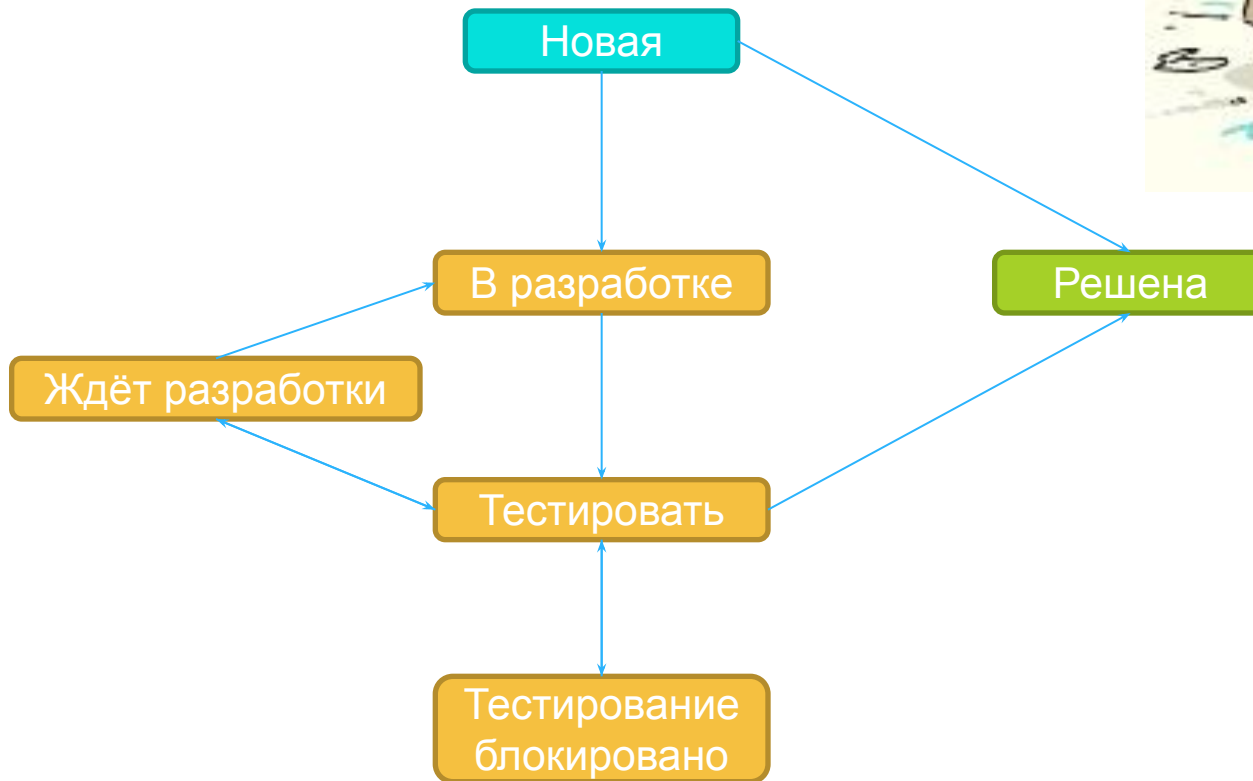 Новая
В разработке
Решена
Ждёт разработки
Тестировать
Тестирование
блокировано